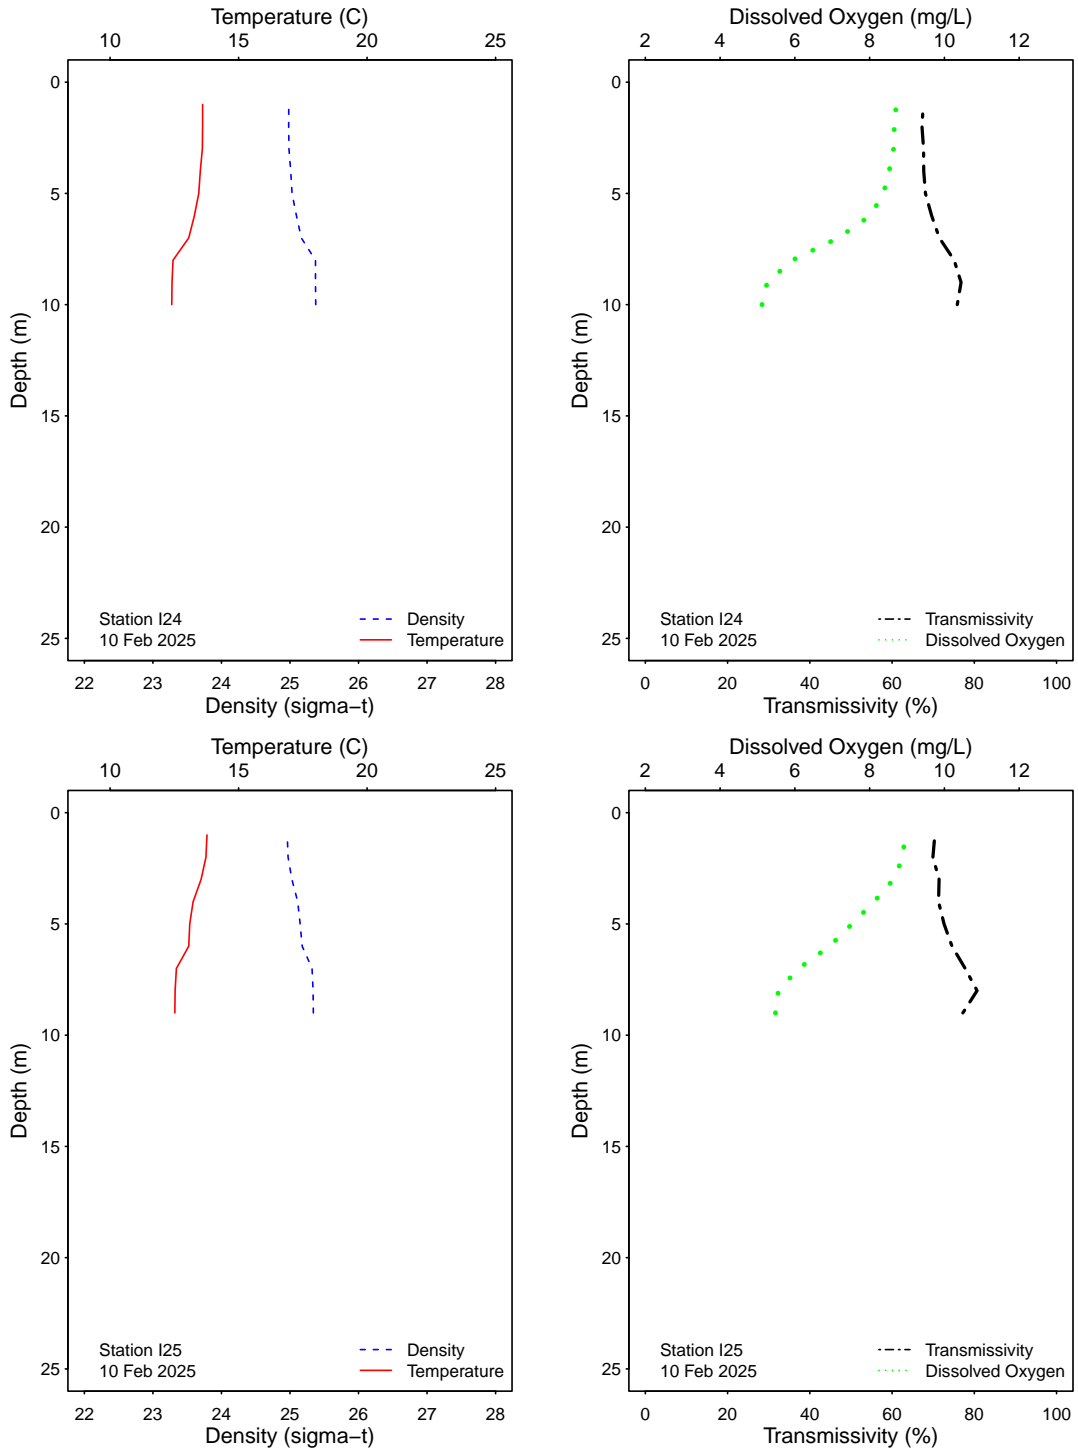 Temperature (C)
10 15 20 25
0
5
10
15
20
25
Depth (m)
Station I24
10 Feb 2025
Density
Temperature
22 23 24 25 26 27 28
Density (sigma−t)
Dissolved Oxygen (mg/L)
2 4 6 8 10 12
0
5
10
15
20
25
Depth (m)
Station I24
10 Feb 2025
Transmissivity
Dissolved Oxygen
0 20 40 60 80 100
Transmissivity (%)
Temperature (C)
10 15 20 25
0
5
10
15
20
25
Depth (m)
Station I25
10 Feb 2025
Density
Temperature
22 23 24 25 26 27 28
Density (sigma−t)
Dissolved Oxygen (mg/L)
2 4 6 8 10 12
0
5
10
15
20
25
Depth (m)
Station I25
10 Feb 2025
Transmissivity
Dissolved Oxygen
0 20 40 60 80 100
Transmissivity (%)